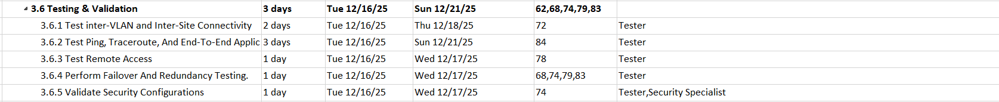 3.6 Testing & Validation 3 days Tue 12/16/25 Sun 12/21/25 62,68,74,79,83
3.6.1 Test inter-VLAN and Inter-Site Connectivity 2 days Tue 12/16/25 Thu 12/18/25 72 Tester
3.6.2 Test Ping, Traceroute, And End-To-End Applic 3 days Tue 12/16/25 Sun 12/21/25 84 Tester
3.6.3 Test Remote Access 1 day Tue 12/16/25 Wed 12/17/25 78 Tester
3.6.4 Perform Failover And Redundancy Testing. 1 day Tue 12/16/25 Wed 12/17/25 68,74,79,83 Tester
3.6.5 Validate Security Configurations 1 day Tue 12/16/25 Wed 12/17/25 74 Tester,Security Specialist